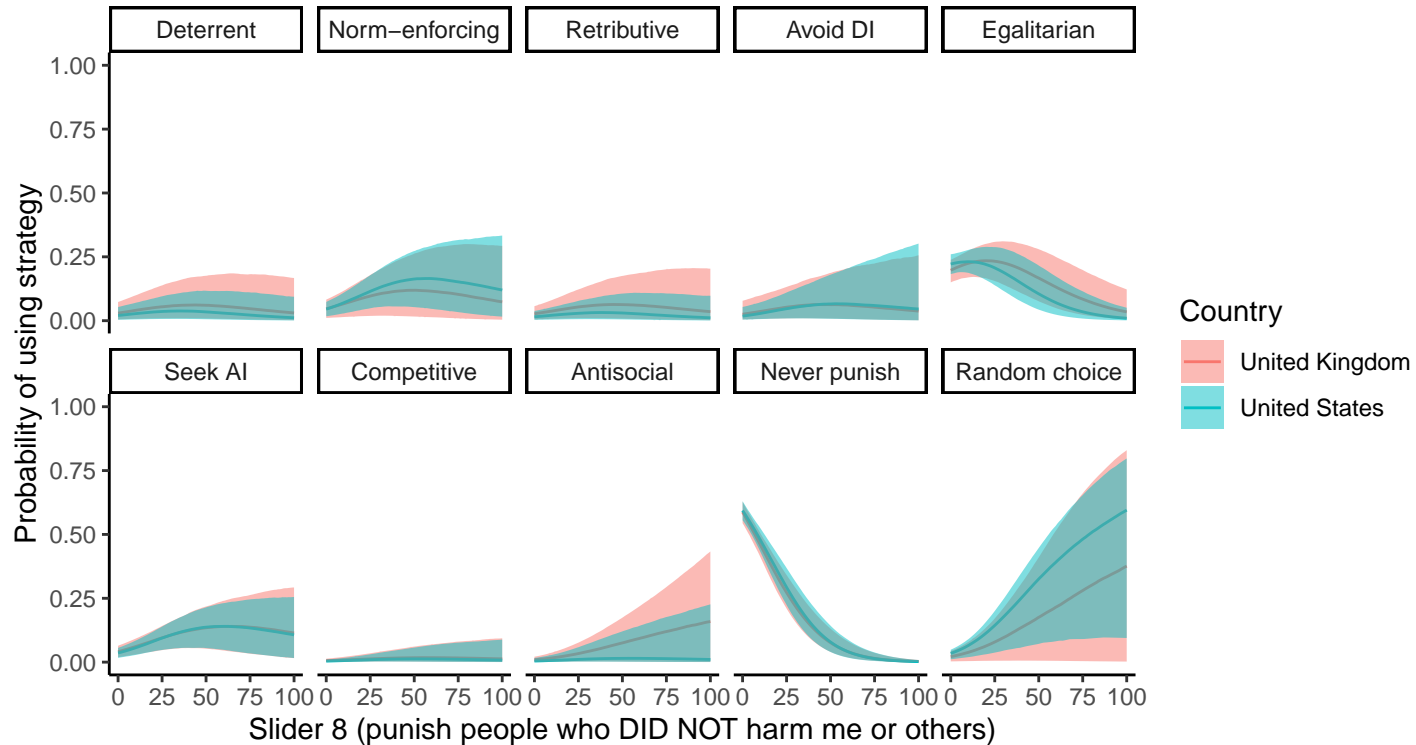 Deterrent Norm−enforcing Retributive Avoid DI Egalitarian
1.00
0.75
0.50
0.25
0.00
Seek AI Competitive Antisocial Never punish Random choice
1.00
0.75
0.50
0.25
0.00
0 25 50 75 100 0 25 50 75 100 0 25 50 75 100 0 25 50 75 100 0 25 50 75 100
Slider 8 (punish people who DID NOT harm me or others)
Probability of using strategy
Country
United Kingdom
United States